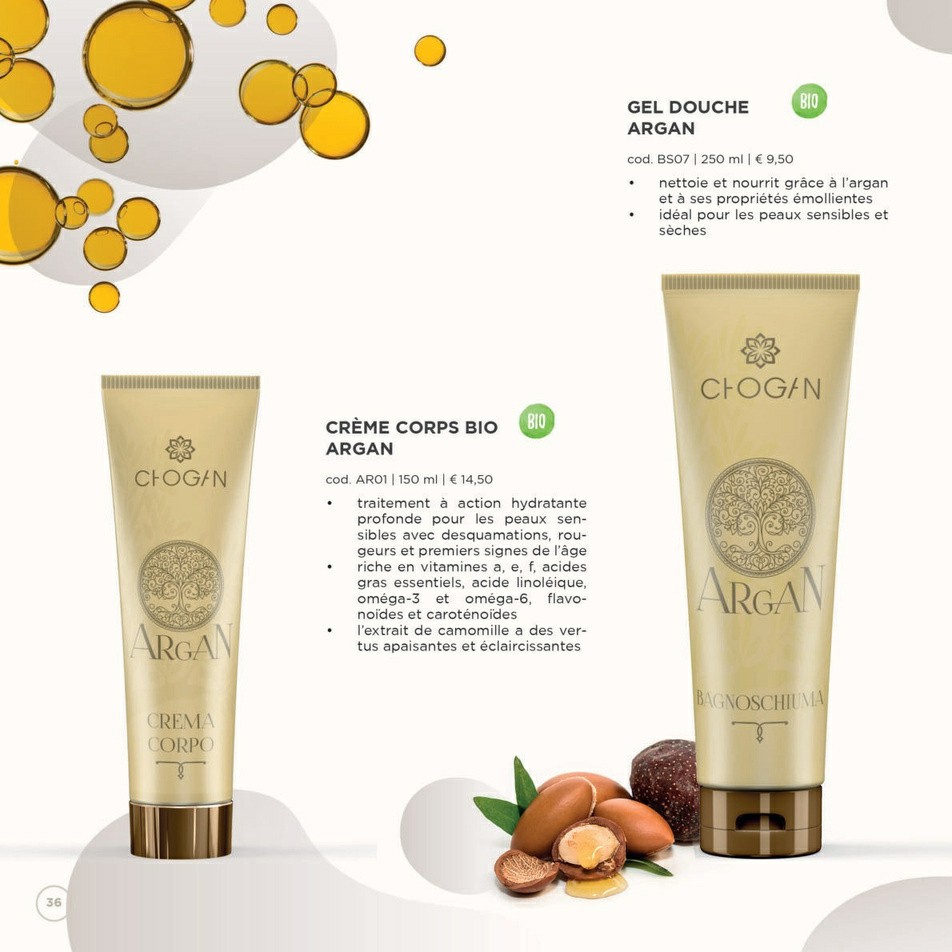 GEL DOUCHE
ARGAN
BIO
cod. BS07 | 250 ml | € 9,50
• nettoie et nourrit grâce à l'argan
et à ses propriétés émollientes
• idéal pour les peaux sensibles et
sèches
CHOGAN
ARGAN
BAGNOSCHIUMA
CRÈME CORPS BIO
ARGAN
BIO
cod. AR01 | 150 ml | € 14,50
• traitement à action hydratante
profonde pour les peaux sen-
sibles avec desquamations, rou-
geurs et premiers signes de l'âge
• riche en vitamines a, e, f, acides
gras essentiels, acide linoléique,
oméga-3 et oméga-6, flavo-
noïdes et caroténoïdes
• l'extrait de camomille a des ver-
tus apaisantes et éclaircissantes
CHOGAN
ARGAN
CREMA
CORPO
36